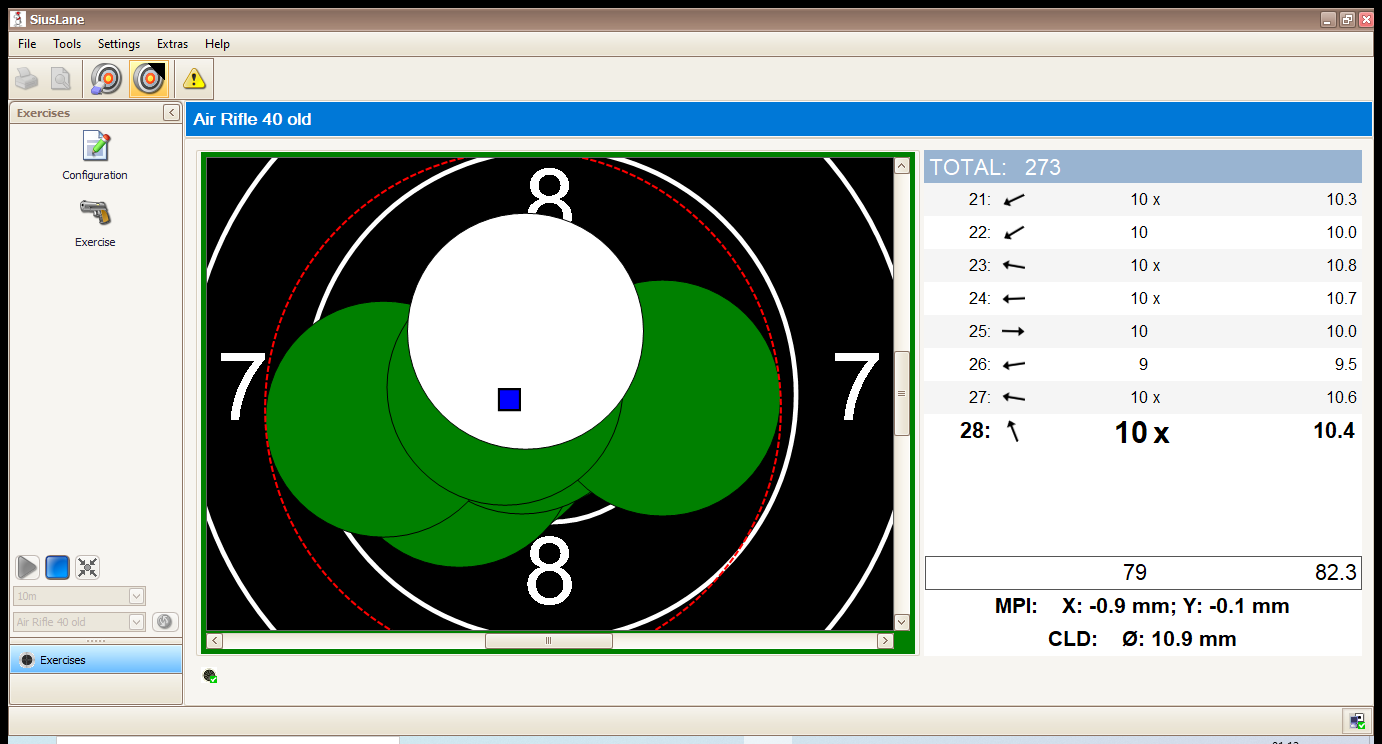 SiusLane
File Tools Settings Extras Help
Exercises
Configuration
Exercise
10m
Air Rifle 40 old
Exercises
Air Rifle 40 old
8
7 7
8
TOTAL: 273
21: 10 x 10.3
22: 10 10.0
23: 10 x 10.8
24: 10 x 10.7
25: 10 10.0
26: 9 9.5
27: 10 x 10.6
28: 10 x 10.4
79 82.3
MPI: X: -0.9 mm; Y: -0.1 mm
CLD: Ø: 10.9 mm